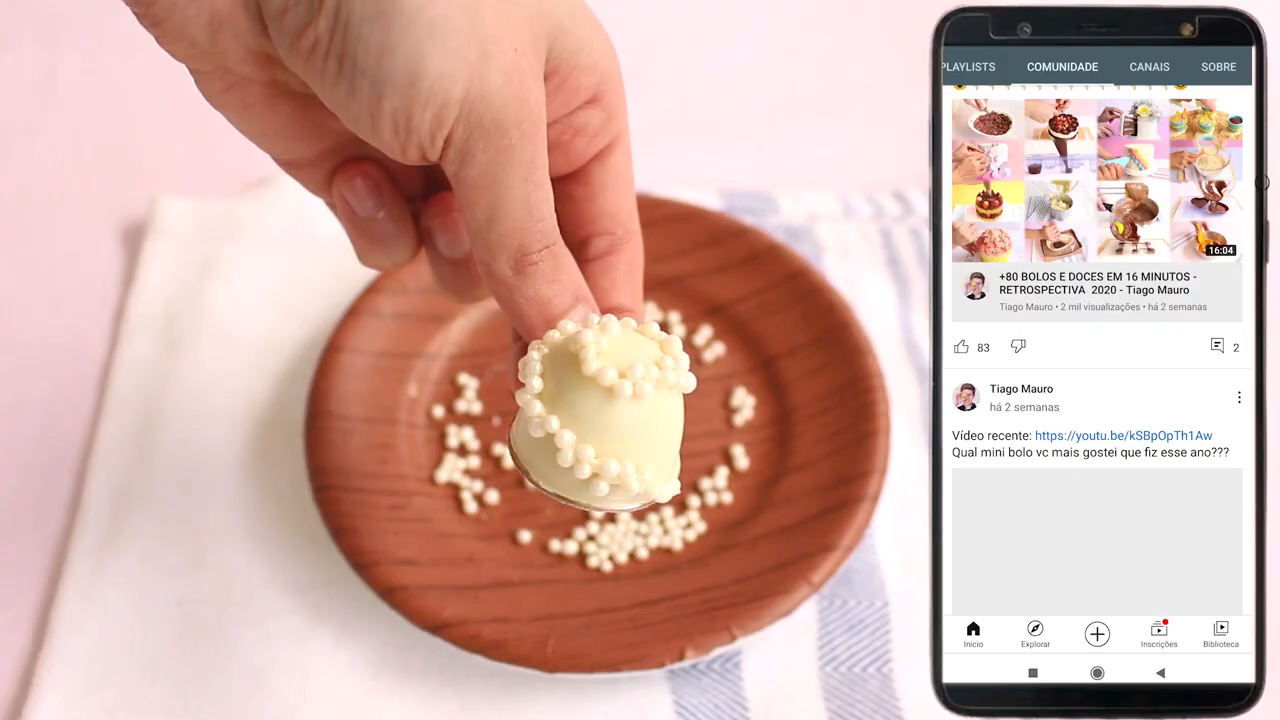 PLAYLISTS
COMUNIDADE
CANAIS
SOBRE
16:04
+80 BOLOS E DOCES EM 16 MINUTOS -
RETROSPECTIVA 2020 - Tiago Mauro
Tiago Mauro • 2 mil visualizações • há 2 semanas
83
2
Tiago Mauro
há 2 semanas
Vídeo recente: https://youtu.be/kSBpOpTh1Aw
Qual mini bolo vc mais gostei que fiz esse ano???
Início
Explorar
Inscrições
Biblioteca